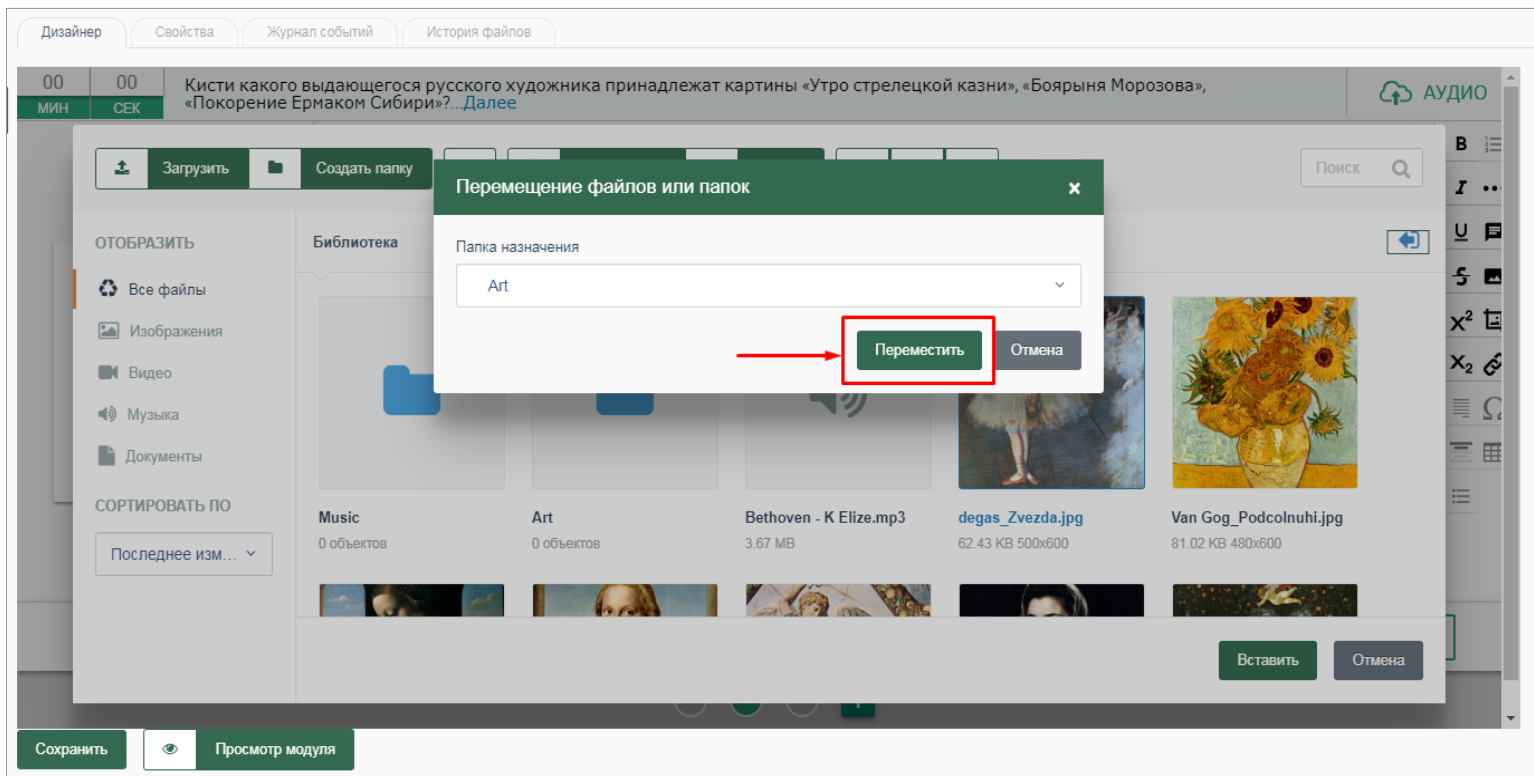 Дизайнер
Свойства
Журнал событий
История файлов
00
00
МИН
СЕК
Кисти какого выдающегося русского художника принадлежат картины «Утро стрелецкой казни», «Боярыня Морозова»,
«Покорение Ермаком Сибири»?...Далее
АУДИО
Загрузить
Создать папку
Поиск
Перемещение файлов или папок
x
Папка назначения
Art
Переместить
Отмена
ОТОБРАЗИТЬ
Все файлы
Изображения
Видео
Музыка
Документы
СОРТИРОВАТЬ ПО
Последнее изм...
Библиотека
Music
0 объектов
Art
0 объектов
Bethoven - K Elize.mp3
3.67 MB
degas_Zvezda.jpg
62.43 KB 500x600
Van Gog_Podcolnuhi.jpg
81.02 KB 480x600
B
I
U
S
X²
X₂
Ω
Вставить
Отмена
Сохранить
Просмотр модуля